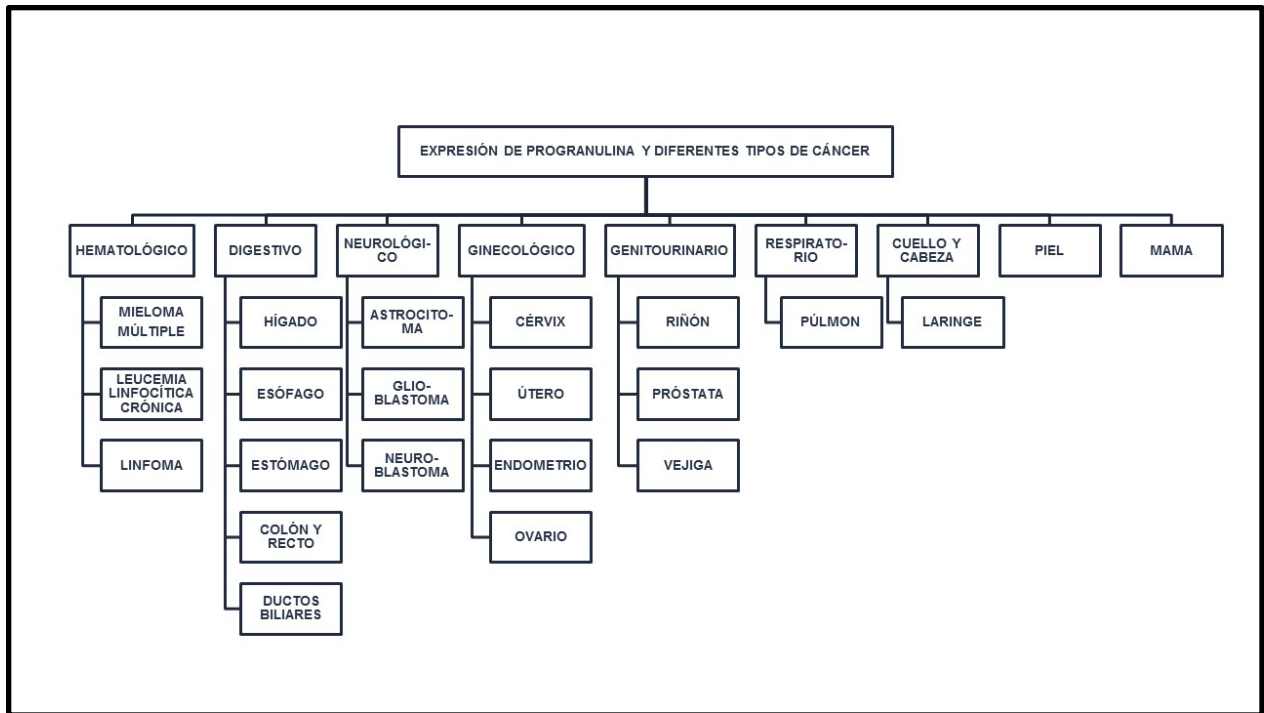 EXPRESIÓN DE PROGRANULINA Y DIFERENTES TIPOS DE CÁNCER
HEMATOLÓGICO
MIELOMA
MÚLTIPLE
LEUCEMIA
LINFOCÍTICA
CRÓNICA
LINFOMA
DIGESTIVO
HÍGADO
ESÓFAGO
ESTÓMAGO
COLÓN Y
RECTO
DUCTOS
BILIARES
NEUROLÓGI-
CO
ASTROCITO-
MA
GLIO-
BLASTOMA
NEURO-
BLASTOMA
GINECOLÓGICO
CÉRVIX
ÚTERO
ENDOMETRIO
OVARIO
GENITOURINARIO
RIÑÓN
PRÓSTATA
VEJIGA
RESPIRATO-
RIO
PÚLMON
CUELLO Y
CABEZA
LARINGE
PIEL
MAMA